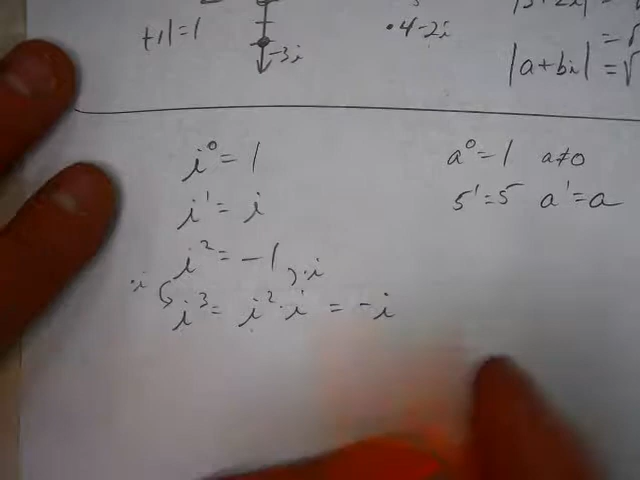 +1|=1
-3i
•4-2i
=√
|a+bi| =√
i⁰ = 1
a⁰=1 a≠0
i¹ = i
5¹=5 a¹=a
i² = -1
·i
·i
i³ = i²·i = -i